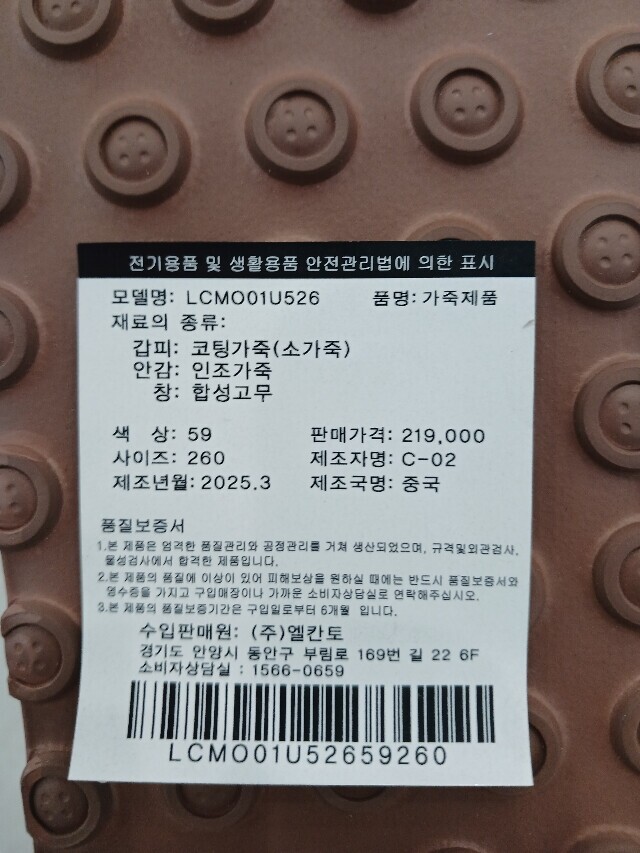 전기용품 및 생활용품 안전관리법에 의한 표시
모델명: LCMO01U526 품명: 가죽제품
재료의 종류:
갑피: 코팅가죽(소가죽)
안감: 인조가죽
창: 합성고무
색 상: 59 판매가격: 219,000
사이즈: 260 제조자명: C-02
제조년월: 2025.3 제조국명: 중국
품질보증서
1.본 제품은 엄격한 품질관리와 공정관리를 거쳐 생산되었으며, 규격및외관검사,
물성검사에서 합격한 제품입니다.
2.본 제품의 품질에 이상이 있어 피해보상을 원하실 때에는 반드시 품질보증서와
영수증을 가지고 구입매장이나 가까운 소비자상담실로 연락해주십시오.
3.본 제품의 품질보증기간은 구입일로부터 6개월 입니다.
수입판매원: (주)엘칸토
경기도 안양시 동안구 부림로 169번 길 22 6F
소비자상담실 : 1566-0659
LCMO01U52659260